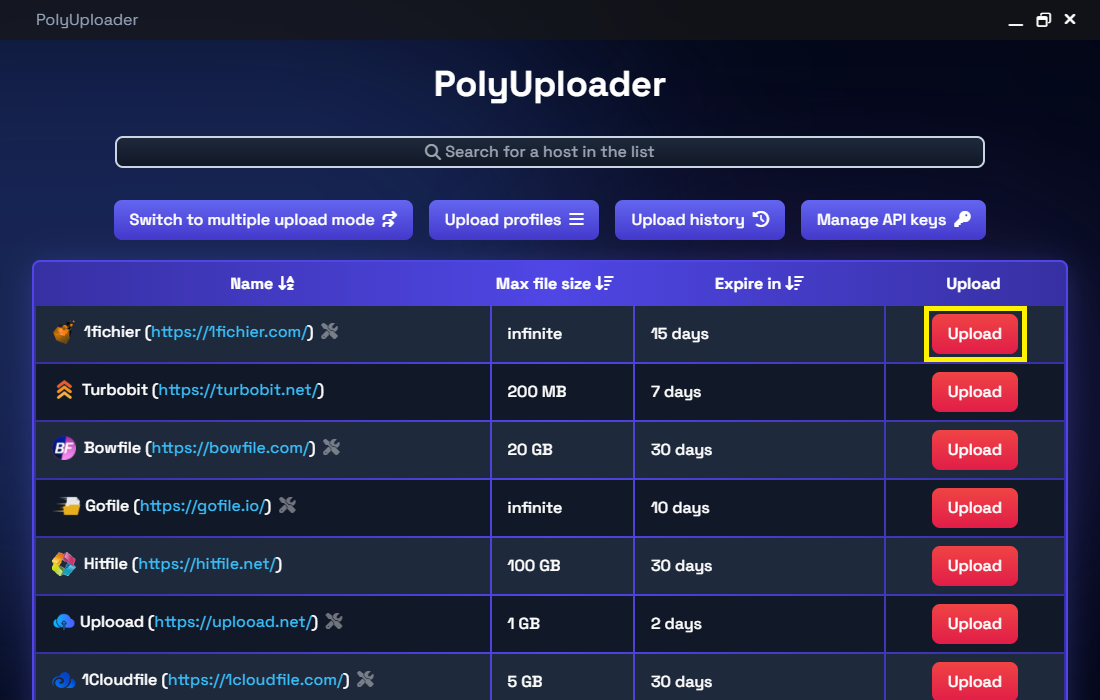 PolyUploader
PolyUploader
Search for a host in the list
Switch to multiple upload mode Upload profiles Upload history Manage API keys
Name Max file size Expire in Upload
1fichier (https://1fichier.com/) infinite 15 days Upload
Turbobit (https://turbobit.net/) 200 MB 7 days Upload
BF Bowfile (https://bowfile.com/) 20 GB 30 days Upload
Gofile (https://gofile.io/) infinite 10 days Upload
Hitfile (https://hitfile.net/) 100 GB 30 days Upload
Uplooad (https://uplooad.net/) 1 GB 2 days Upload
1Cloudfile (https://1cloudfile.com/) 5 GB 30 days Upload